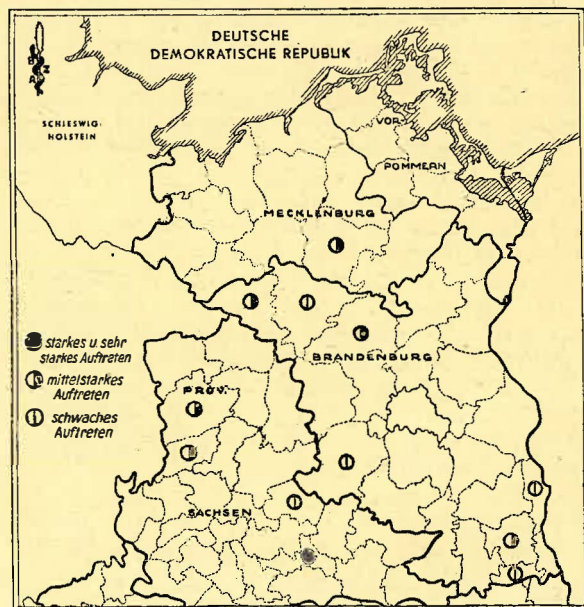 DEUTSCHE
DEMOKRATISCHE REPUBLIK
SCHLESWIG-
HOLSTEIN
VOR-
POMMERN
MECKLENBURG
starkes u. sehr
starkes Auftreten
mittelstarkes
Auftreten
schwaches
Auftreten
BRANDENBURG
PROV.
SACHSEN